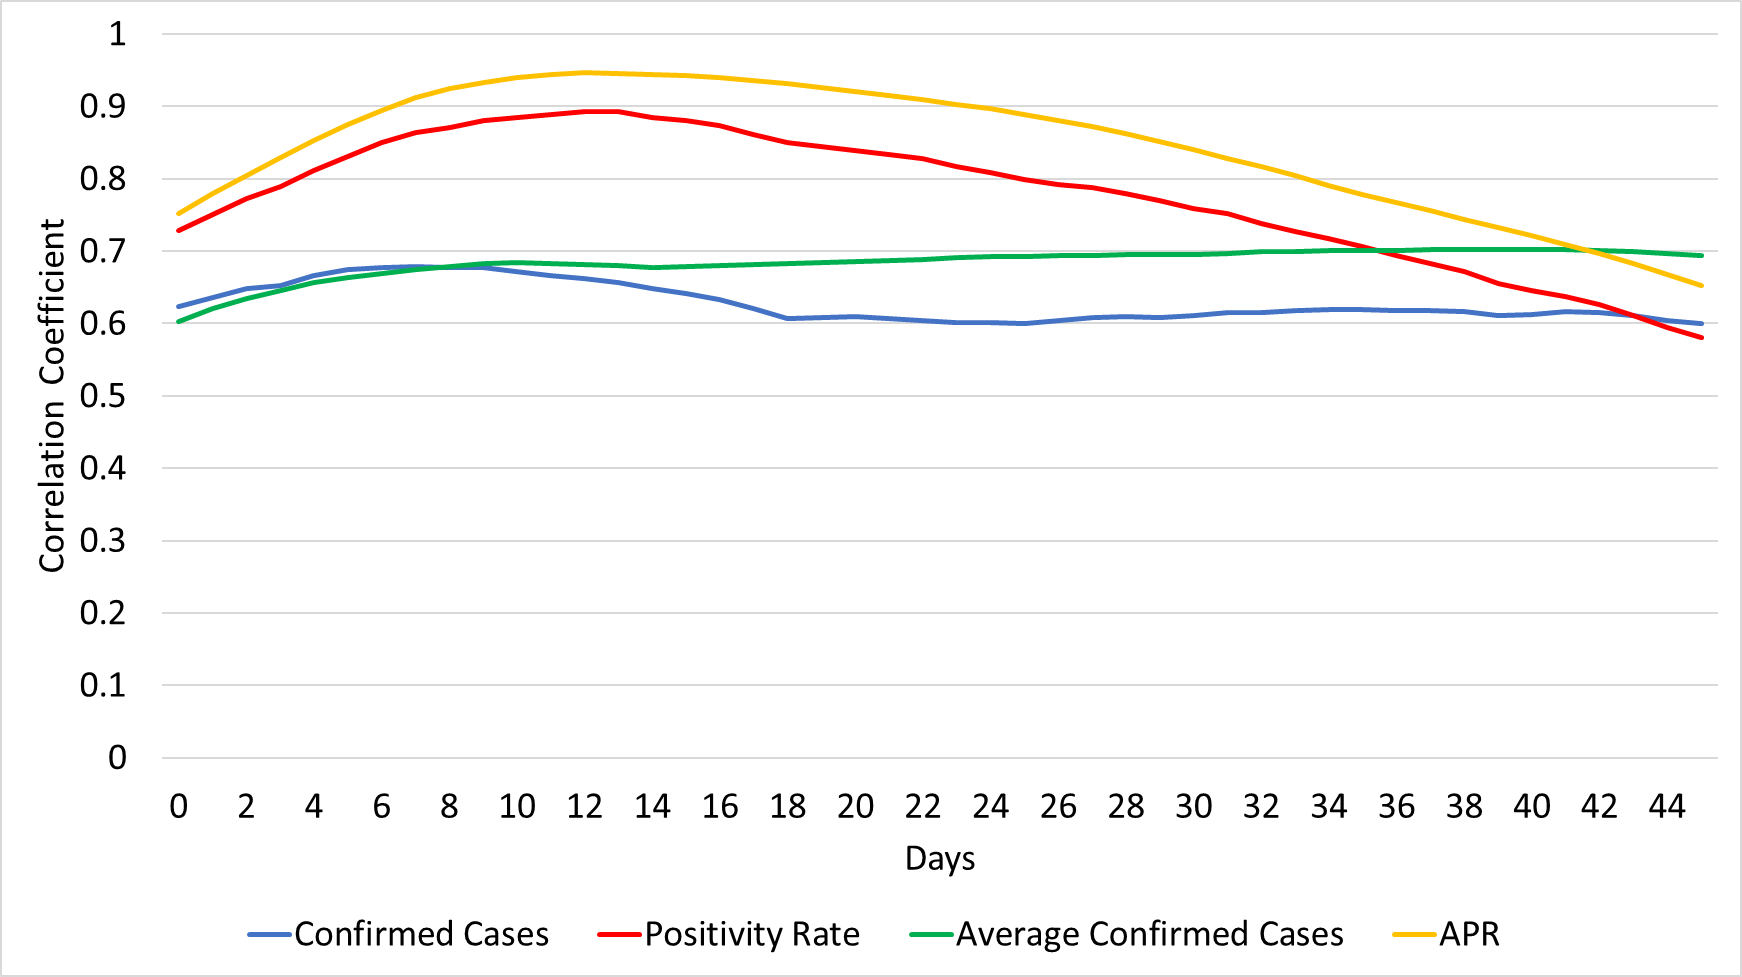 1
0.9
0.8
0.7
0.6
0.5
0.4
0.3
0.2
0.1
0
Correlation Coefficient
0 2 4 6 8 10 12 14 16 18 20 22 24 26 28 30 32 34 36 38 40 42 44
Days
Confirmed Cases Positivity Rate Average Confirmed Cases APR